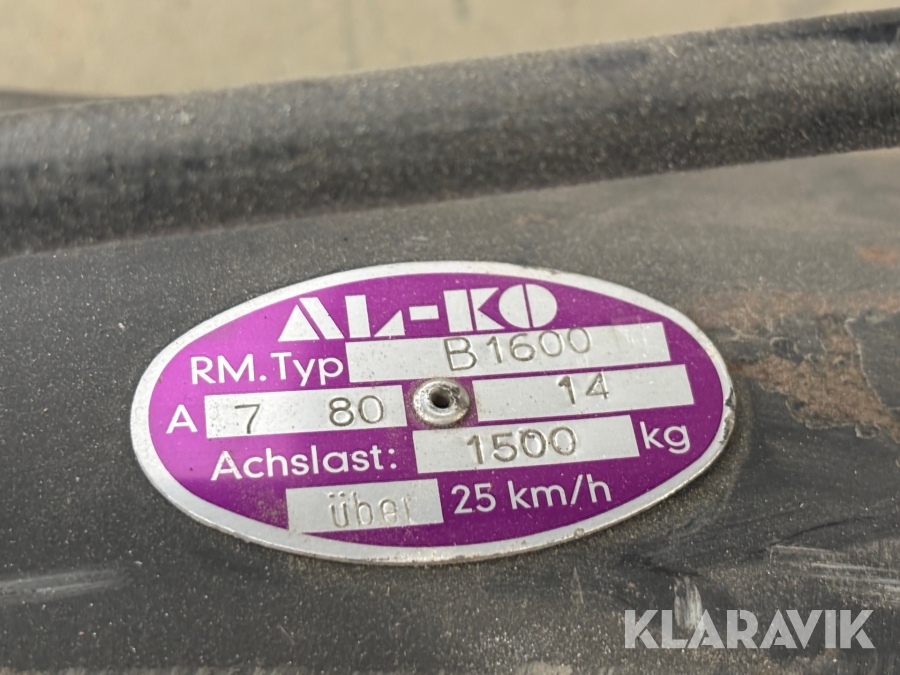 AL-KO
RM. Typ B1600
A 7 80 14
Achslast: 1500 kg
über 25 km/h
KLARAVIK